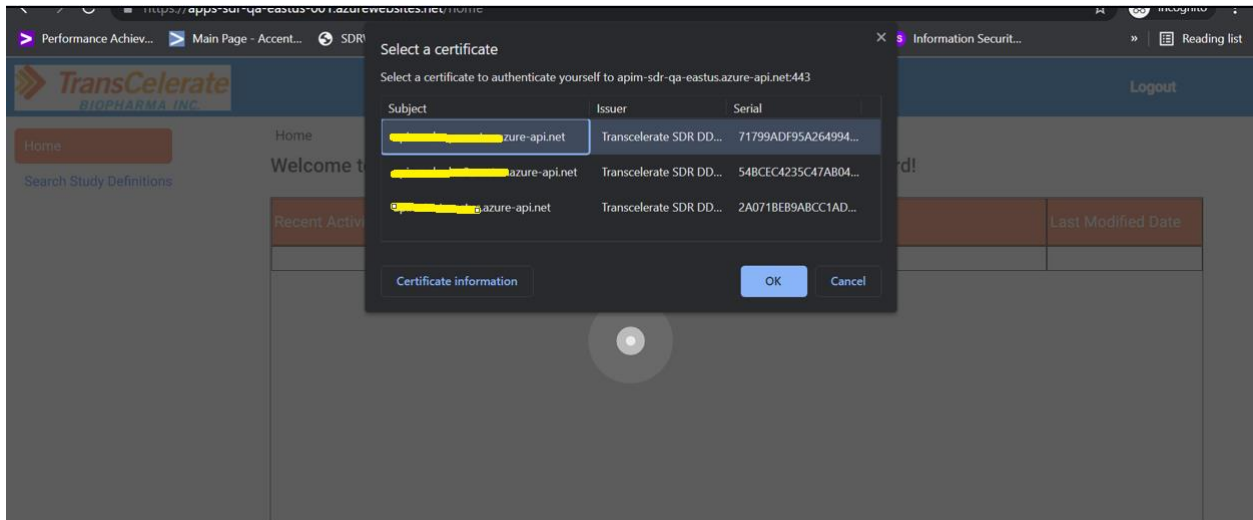 https://apps-sdr-qa-eastus-001.azurewebsites.net/home
Incognito
Performance Achiev...
Main Page - Accent...
Information Securit...
»
Reading list
TransCelerate
BIOPHARMA INC.
Logout
Home
Search Study Definitions
Home
Welcome
Recent
Last Modified Date
Select a certificate
Select a certificate to authenticate yourself to apim-sdr-qa-eastus.azure-api.net:443
Subject Issuer Serial
zure-api.net Transcelerate SDR DD... 71799ADF95A264994...
azure-api.net Transcelerate SDR DD... 54BCEC4235C47AB04...
.azure-api.net Transcelerate SDR DD... 2A071BEB9ABCC1AD...
Certificate information OK Cancel